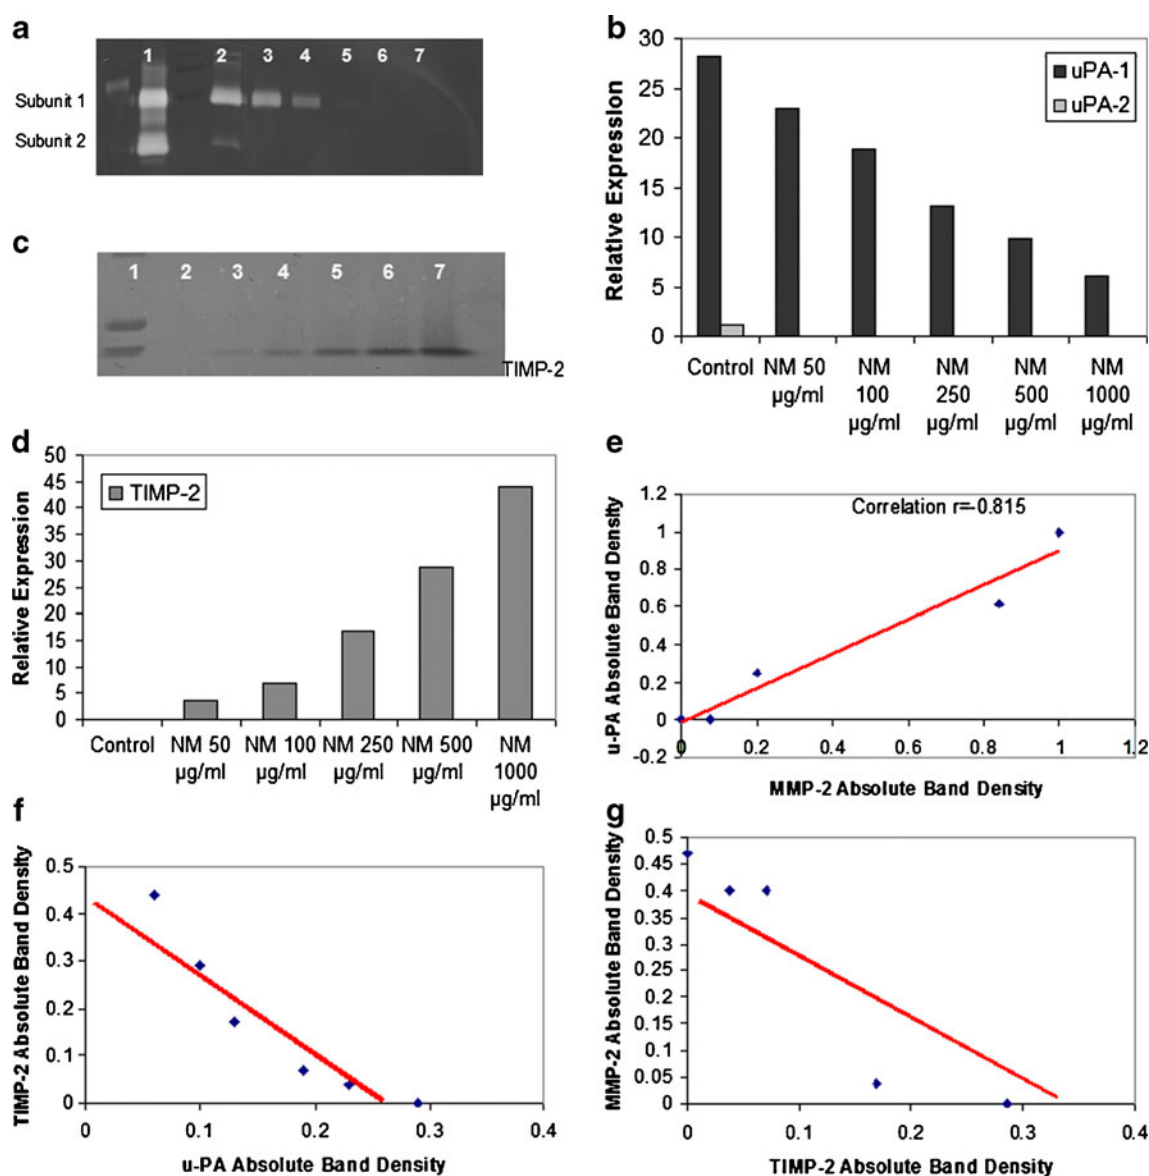 a
1 2 3 4 5 6 7
Subunit 1
Subunit 2
b
30
25
20
15
10
5
0
Relative Expression
uPA-1
uPA-2
Control NM 50 NM NM NM NM
µg/ml 100 250 500 1000
µg/ml µg/ml µg/ml µg/ml
c
1 2 3 4 5 6 7
TIMP-2
d
50
45
40
35
30
25
20
15
10
5
0
Relative Expression
TIMP-2
Control NM 50 NM 100 NM 250 NM 500 NM
µg/ml µg/ml µg/ml µg/ml 1000
µg/ml
e
1.2
1
0.8
0.6
0.4
0.2
0
-0.2
u-PA Absolute Band Density
Correlation r=-0.815
0 0.2 0.4 0.6 0.8 1 1.2
MMP-2 Absolute Band Density
f
0.5
0.4
0.3
0.2
0.1
0
TIMP-2 Absolute Band Density
0 0.1 0.2 0.3 0.4
u-PA Absolute Band Density
g
0.5
0.45
0.40
0.35
0.3
0.25
0.2
0.15
0.1
0.05
0
MMP-2 Absolute Band Density
0 0.1 0.2 0.3 0.4
TIMP-2 Absolute Band Density